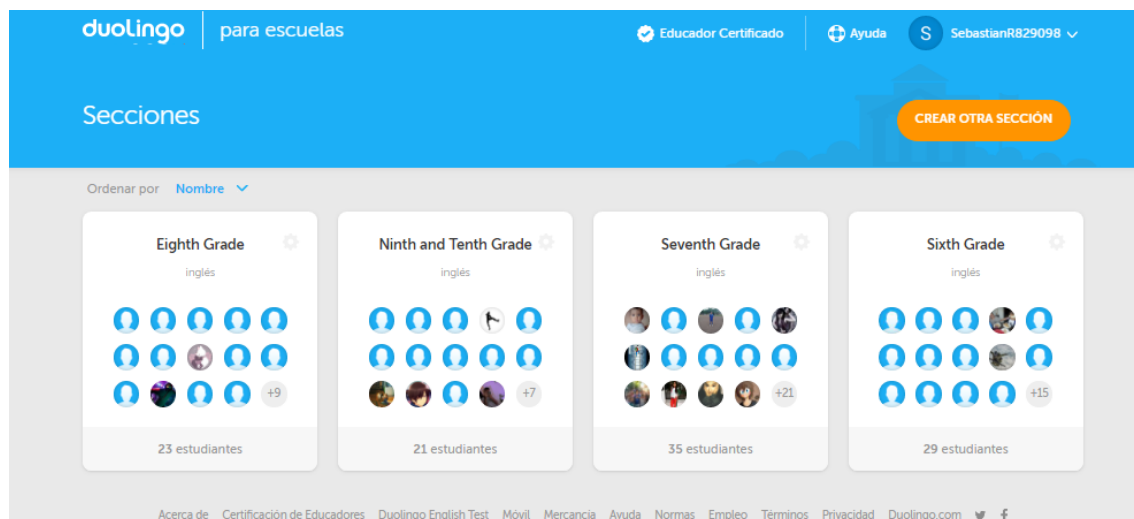 duolingo para escuelas
Educador Certificado
Ayuda
S SebastianR829098
Secciones
CREAR OTRA SECCIÓN
Ordenar por Nombre
Eighth Grade
inglés
+9
23 estudiantes
Ninth and Tenth Grade
inglés
+7
21 estudiantes
Seventh Grade
inglés
+21
35 estudiantes
Sixth Grade
inglés
+15
29 estudiantes
Acerca de Certificación de Educadores Duolingo English Test Móvil Mercancía Ayuda Normas Empleo Términos Privacidad Duolingo.com